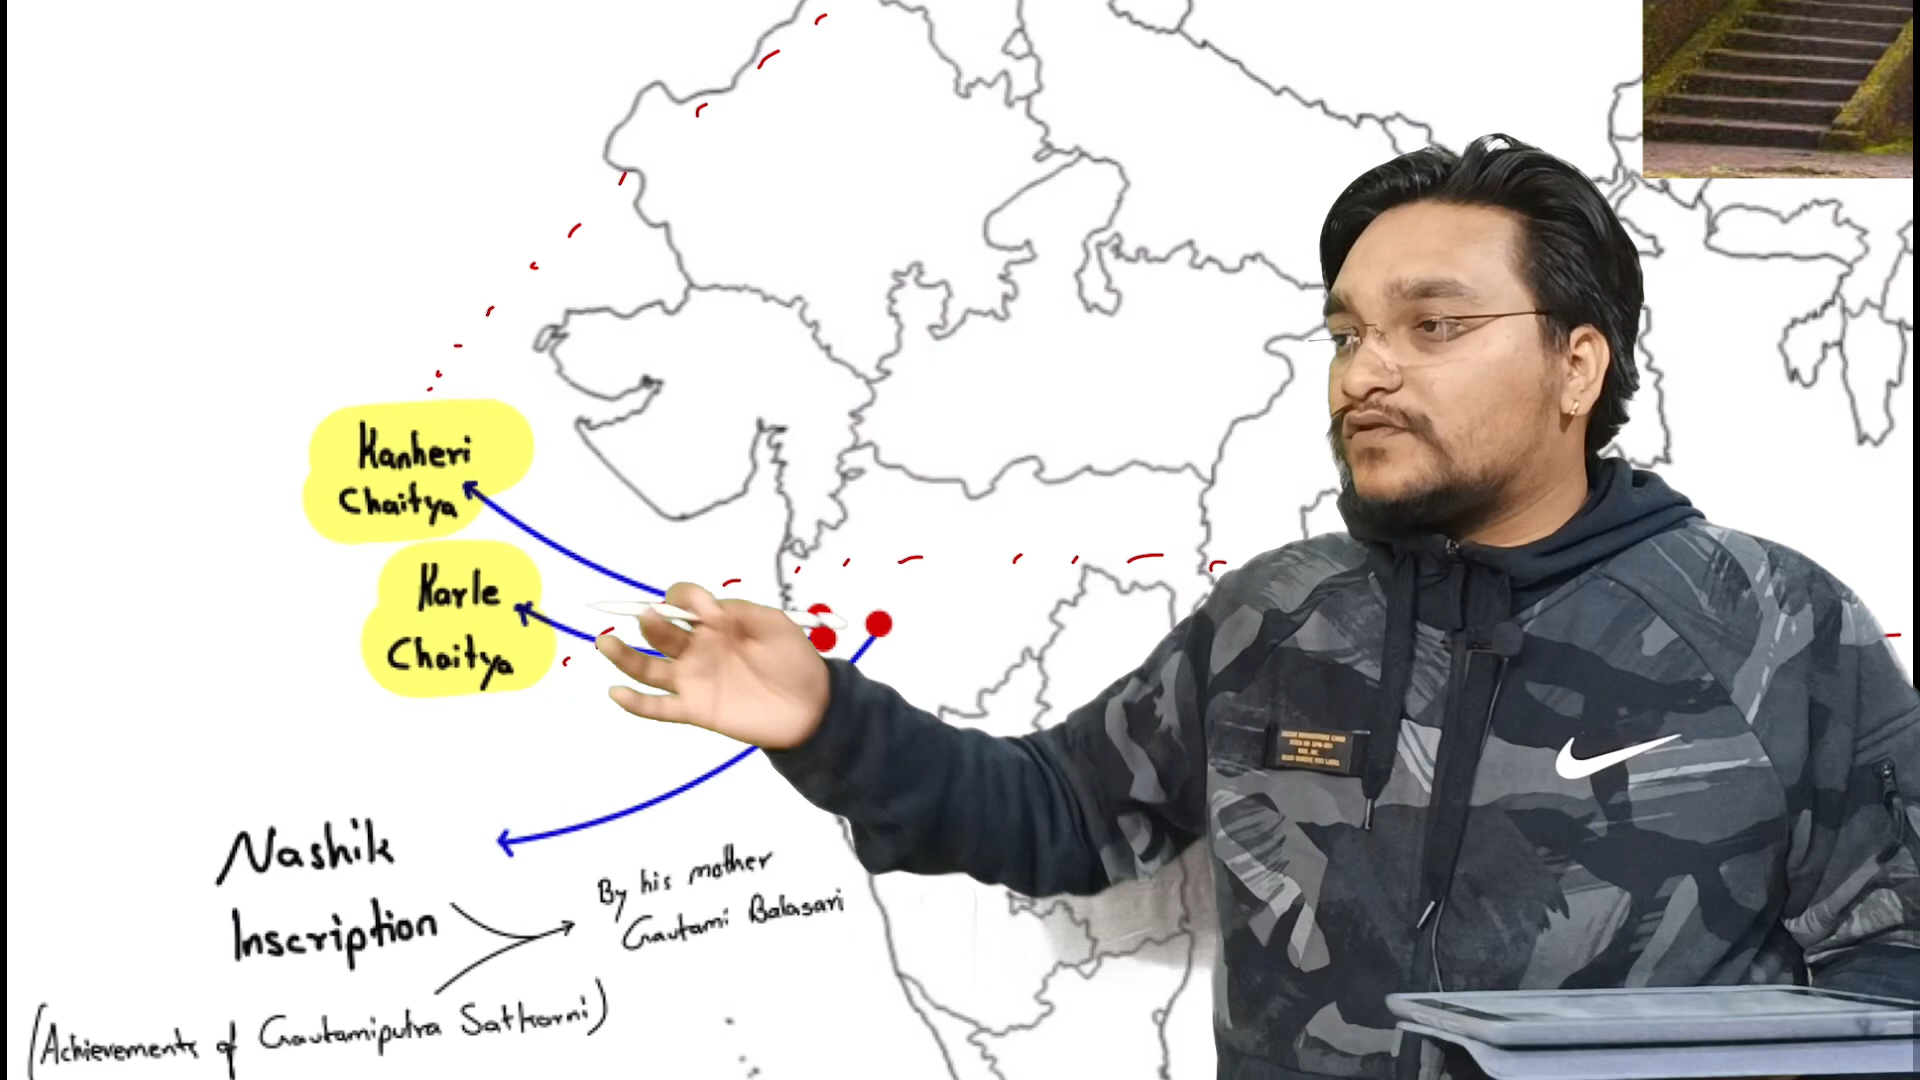 Kanheri
Chaitya
Karle
Chaitya
Nashik
Inscription
By his mother
Gautami Balasari
(Achievements of Gautamiputra Satkarni)